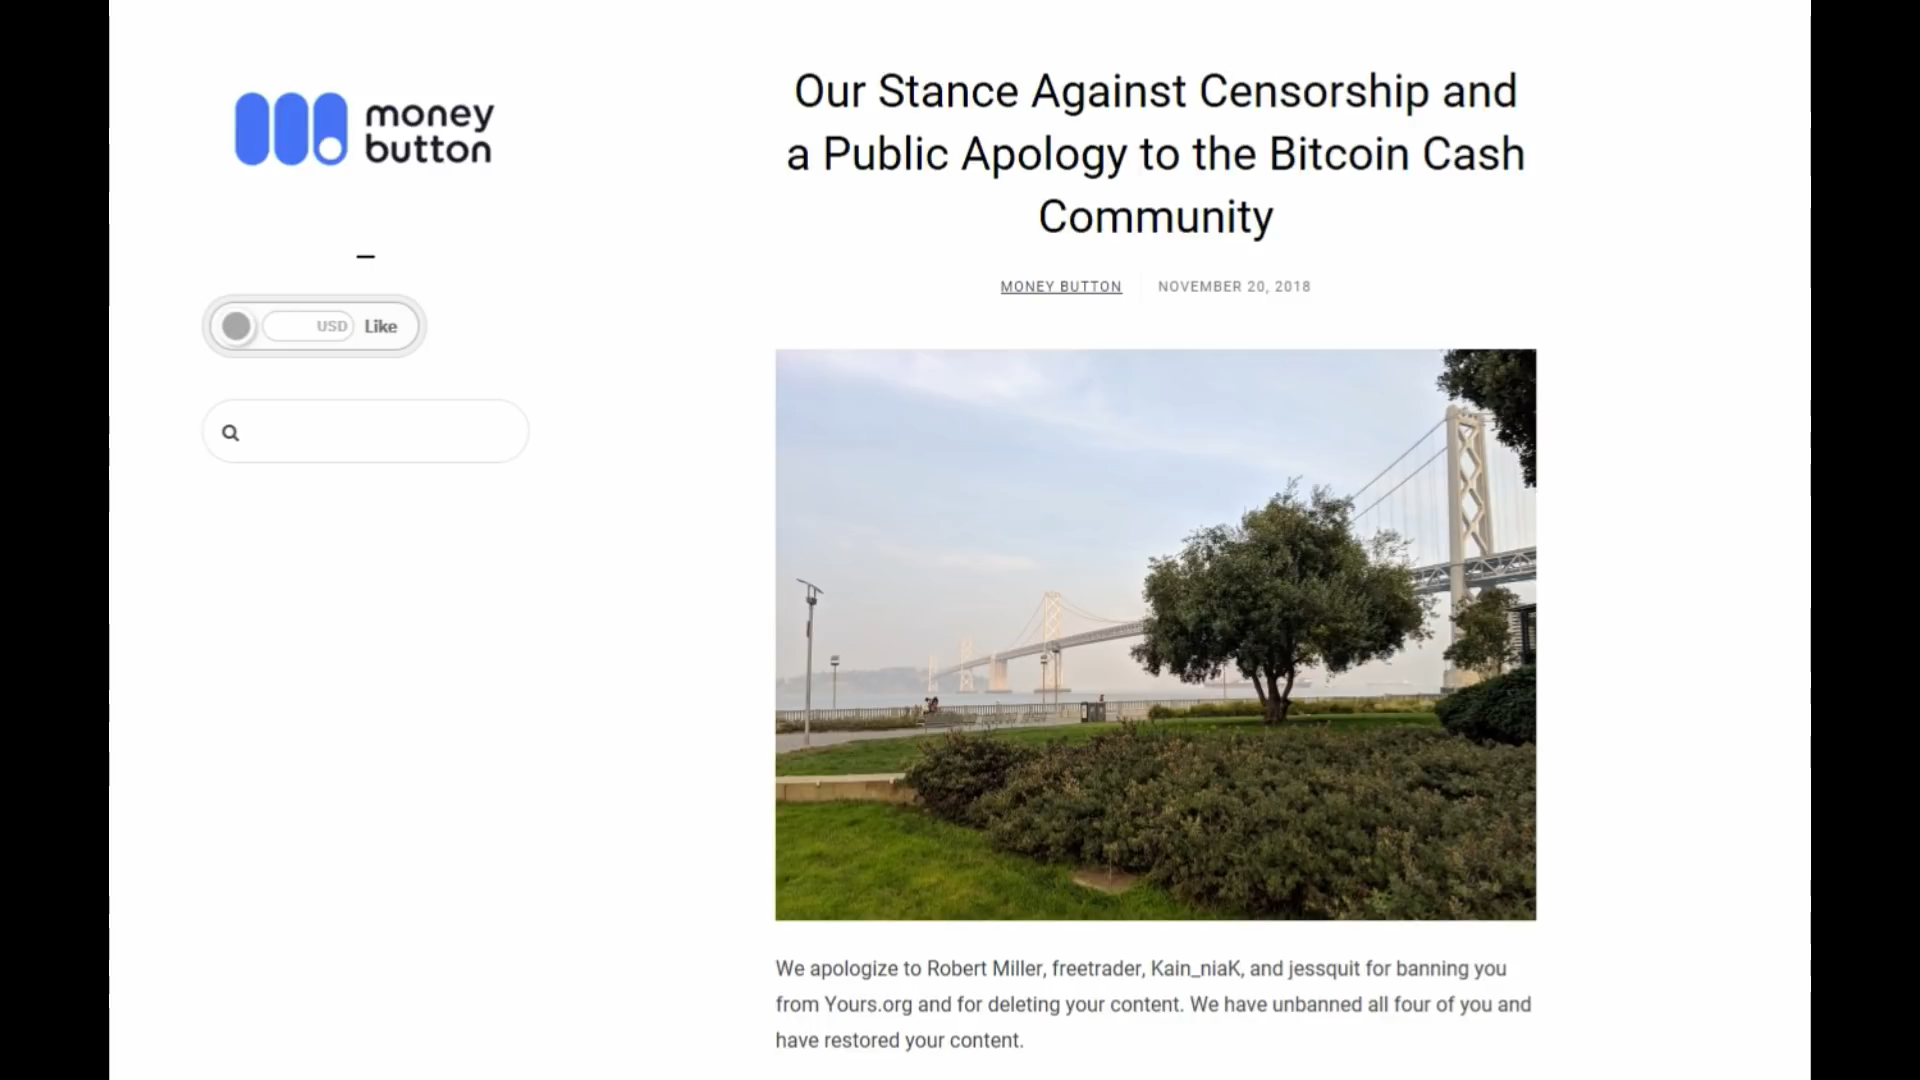 money
button
USD Like
Our Stance Against Censorship and
a Public Apology to the Bitcoin Cash
Community
MONEY BUTTON NOVEMBER 20, 2018
We apologize to Robert Miller, freetrader, Kain_niaK, and jessquit for banning you
from Yours.org and for deleting your content. We have unbanned all four of you and
have restored your content.